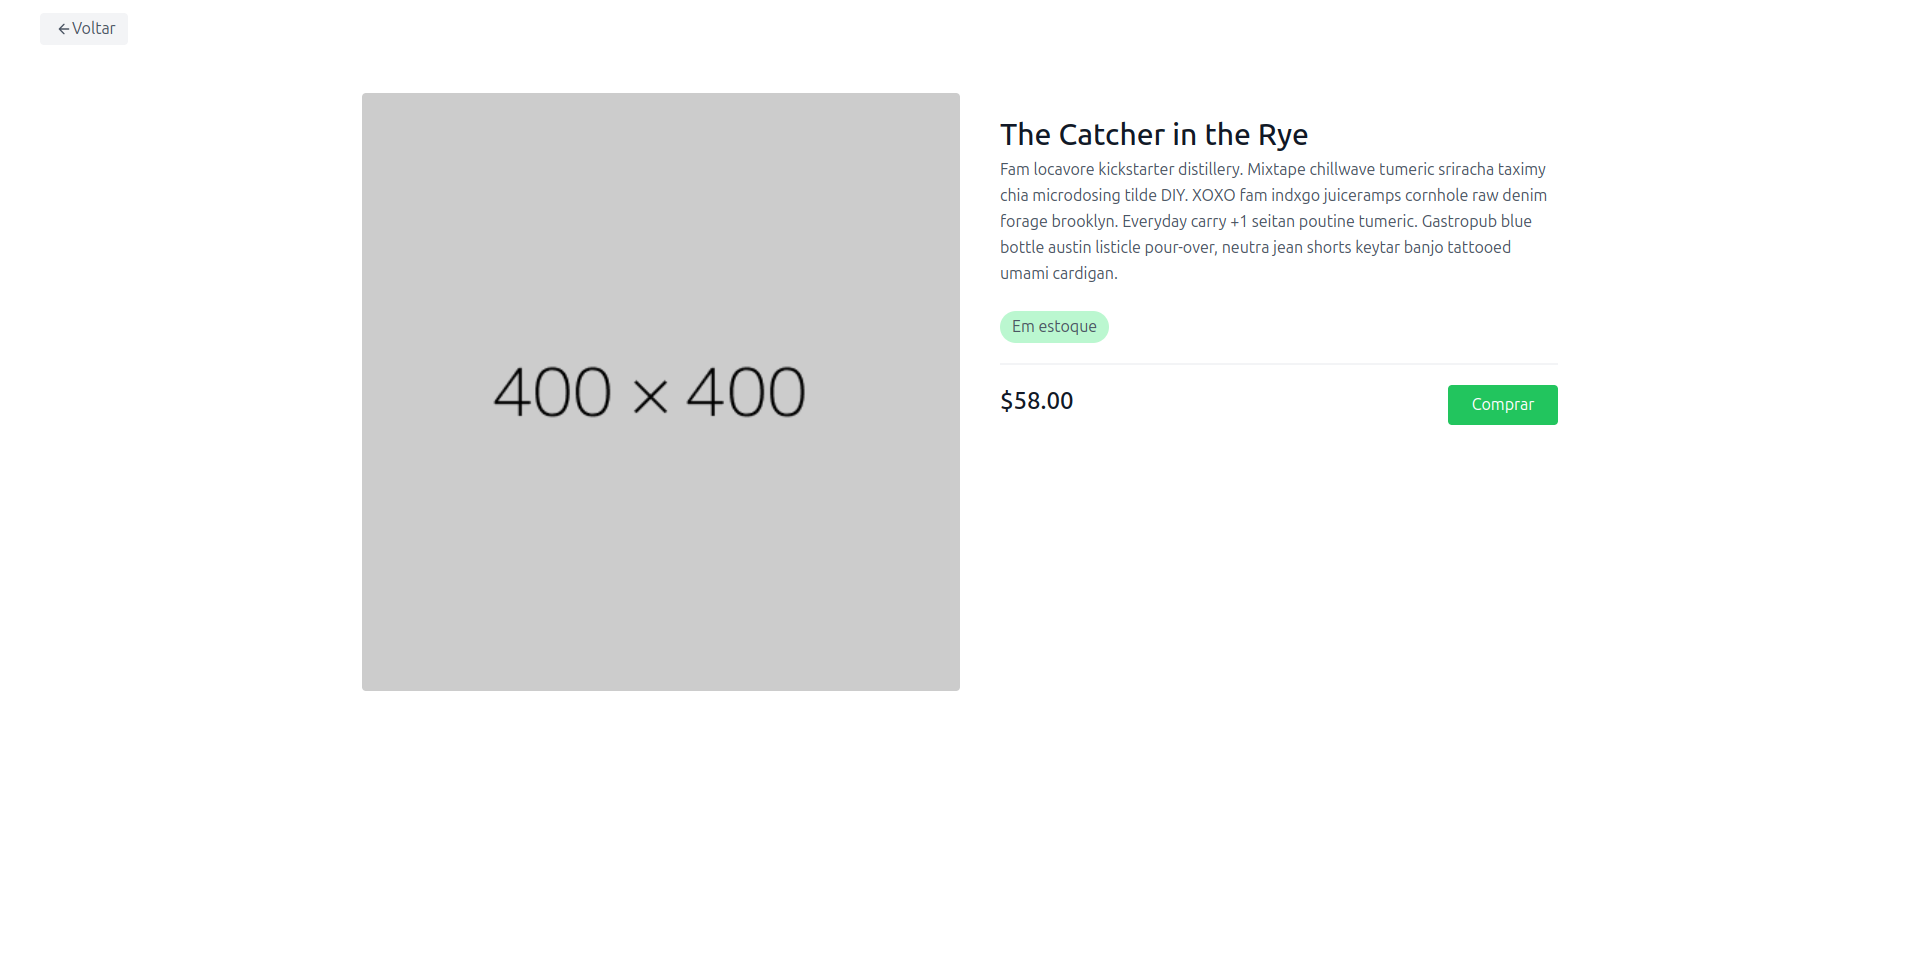 Voltar
400 × 400
The Catcher in the Rye
Fam locavore kickstarter distillery. Mixtape chillwave tumeric sriracha taximy
chia microdosing tilde DIY. XOXO fam indxgo juiceramps cornhole raw denim
forage brooklyn. Everyday carry +1 seitan poutine tumeric. Gastropub blue
bottle austin listicle pour-over, neutra jean shorts keytar banjo tattooed
umami cardigan.
Em estoque
$58.00
Comprar